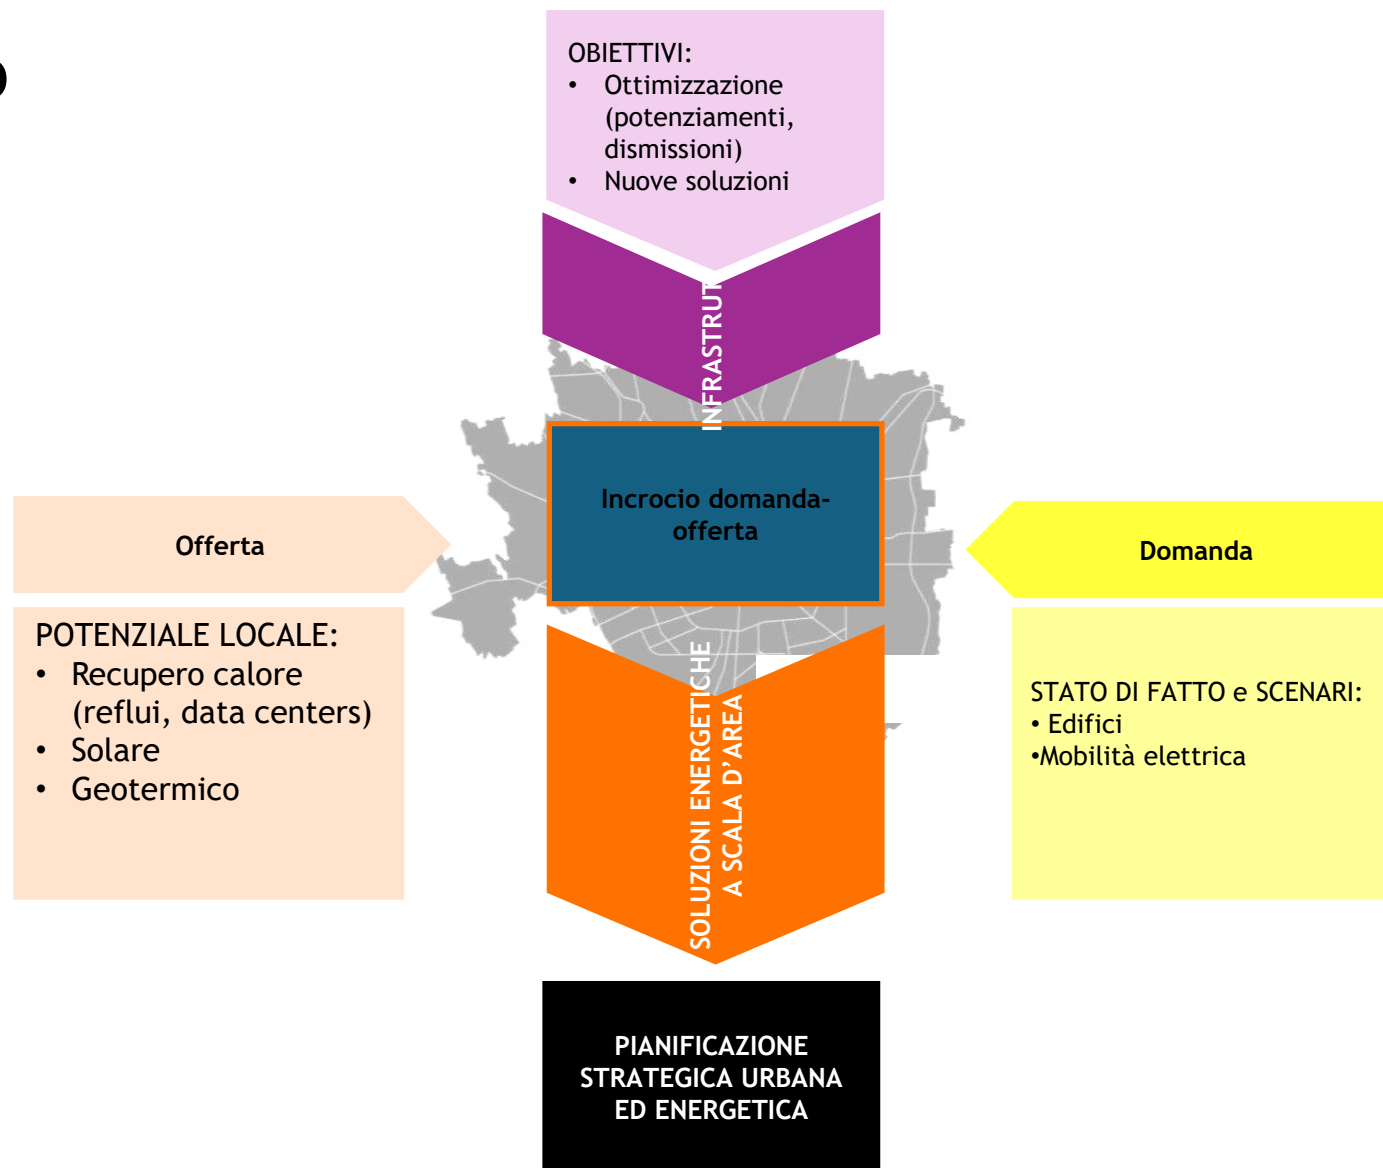 OBIETTIVI:
• Ottimizzazione
(potenziamenti,
dismissioni)
• Nuove soluzioni
INFRASTRUT
Incrocio domanda-
offerta
Offerta
POTENZIALE LOCALE:
• Recupero calore
(reflui, data centers)
• Solare
• Geotermico
Domanda
STATO DI FATTO e SCENARI:
• Edifici
•Mobilità elettrica
SOLUZIONI ENERGETICHE
A SCALA D’AREA
PIANIFICAZIONE
STRATEGICA URBANA
ED ENERGETICA